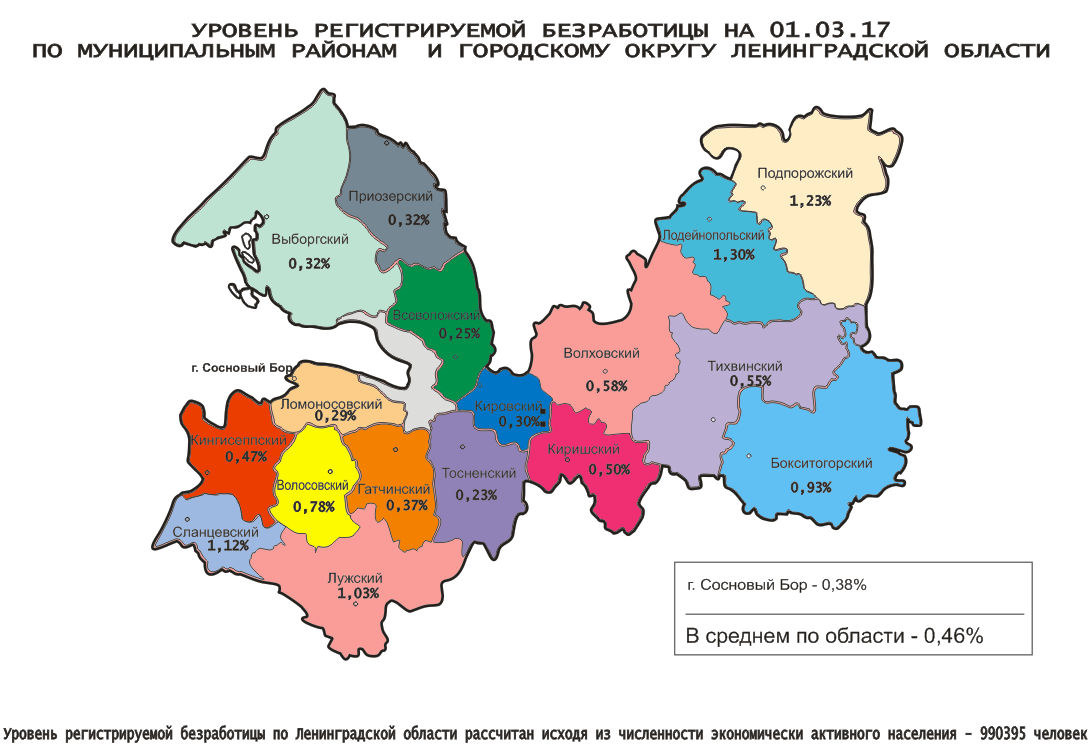 УРОВЕНЬ РЕГИСТРИРУЕМОЙ БЕЗРАБОТИЦЫ НА 01.03.17
ПО МУНИЦИПАЛЬНЫМ РАЙОНАМ И ГОРОДСКОМУ ОКРУГУ ЛЕНИНГРАДСКОЙ ОБЛАСТИ
Подпорожский
1,23%
Приозерский
0,32%
Лодейнопольский
1,30%
Выборгский
0,32%
Всеволожский
0,25%
Волховский
0,58%
Тихвинский
0,55%
г. Сосновый Бор
Ломоносовский
0,29%
Кировский
0,30%
Кингисеппский
0,47%
Киришский
0,50%
Бокситогорский
0,93%
Волосовский
0,78%
Гатчинский
0,37%
Тосненский
0,23%
Сланцевский
1,12%
Лужский
1,03%
г. Сосновый Бор - 0,38%
В среднем по области - 0,46%
Уровень регистрируемой безработицы по Ленинградской области рассчитан исходя из численности экономически активного населения - 990395 человек